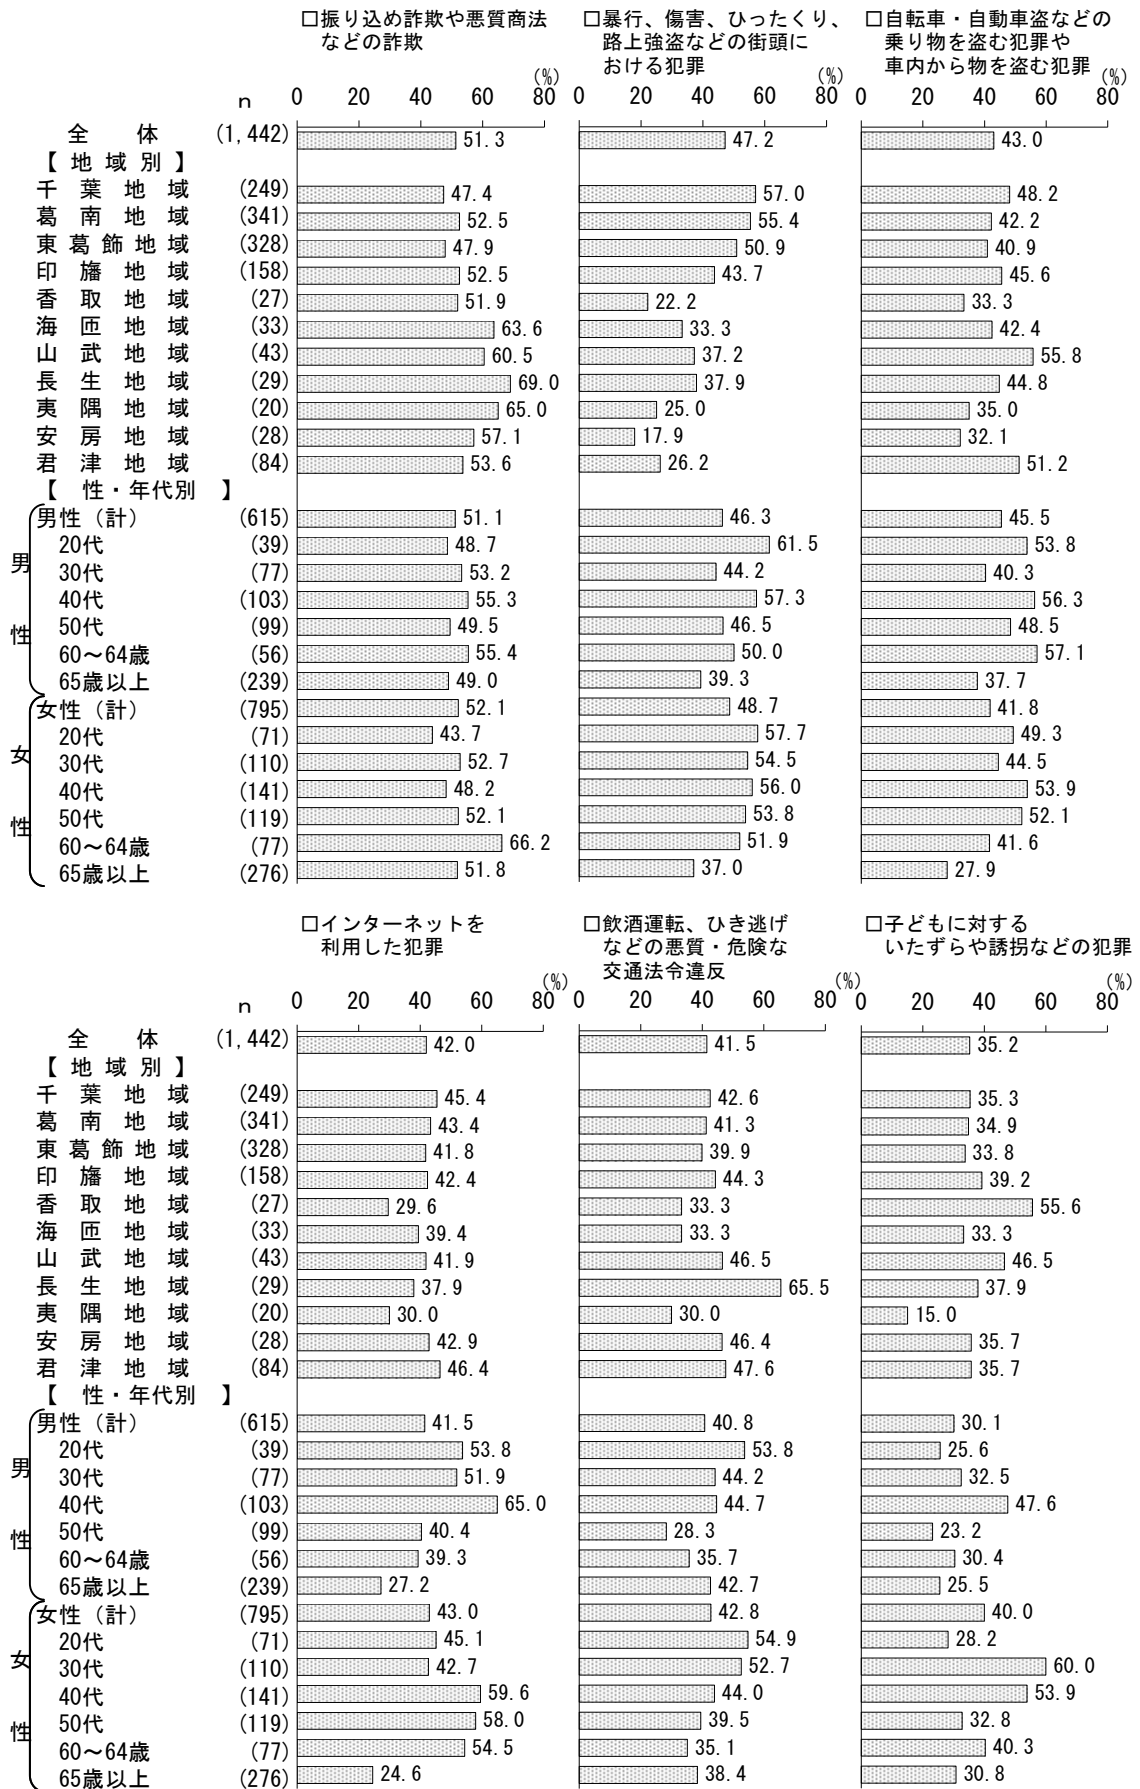 □振り込め詐欺や悪質商法
などの詐欺
□暴行、傷害、ひったくり、
路上強盗などの街頭に
おける犯罪
□自転車・自動車盗などの
乗り物を盗む犯罪や
車内から物を盗む犯罪
(%) (%) (%)
n 0 20 40 60 80 0 20 40 60 80 0 20 40 60 80
全体 (1,442) 51.3 47.2 43.0
【地域別】
千葉地域 (249) 47.4 57.0 48.2
葛南地域 (341) 52.5 55.4 42.2
東葛飾地域 (328) 47.9 50.9 40.9
印旛地域 (158) 52.5 43.7 45.6
香取地域 (27) 51.9 22.2 33.3
海匝地域 (33) 63.6 33.3 42.4
山武地域 (43) 60.5 37.2 55.8
長生地域 (29) 69.0 37.9 44.8
夷隅地域 (20) 65.0 25.0 35.0
安房地域 (28) 57.1 17.9 32.1
君津地域 (84) 53.6 26.2 51.2
【 性・年代別 】
男性
男性（計） (615) 51.1 46.3 45.5
20代 (39) 48.7 61.5 53.8
30代 (77) 53.2 44.2 40.3
40代 (103) 55.3 57.3 56.3
50代 (99) 49.5 46.5 48.5
60～64歳 (56) 55.4 50.0 57.1
65歳以上 (239) 49.0 39.3 37.7
女性
女性（計） (795) 52.1 48.7 41.8
20代 (71) 43.7 57.7 49.3
30代 (110) 52.7 54.5 44.5
40代 (141) 48.2 56.0 53.9
50代 (119) 52.1 53.8 52.1
60～64歳 (77) 66.2 51.9 41.6
65歳以上 (276) 51.8 37.0 27.9
□インターネットを
利用した犯罪
□飲酒運転、ひき逃げ
などの悪質・危険な
交通法令違反
□子どもに対する
いたずらや誘拐などの犯罪
(%) (%) (%)
n 0 20 40 60 80 0 20 40 60 80 0 20 40 60 80
全体 (1,442) 42.0 41.5 35.2
【地域別】
千葉地域 (249) 45.4 42.6 35.3
葛南地域 (341) 43.4 41.3 34.9
東葛飾地域 (328) 41.8 39.9 33.8
印旛地域 (158) 42.4 44.3 39.2
香取地域 (27) 29.6 33.3 55.6
海匝地域 (33) 39.4 33.3 33.3
山武地域 (43) 41.9 46.5 46.5
長生地域 (29) 37.9 65.5 37.9
夷隅地域 (20) 30.0 30.0 15.0
安房地域 (28) 42.9 46.4 35.7
君津地域 (84) 46.4 47.6 35.7
【 性・年代別 】
男性
男性（計） (615) 41.5 40.8 30.1
20代 (39) 53.8 53.8 25.6
30代 (77) 51.9 44.2 32.5
40代 (103) 65.0 44.7 47.6
50代 (99) 40.4 28.3 23.2
60～64歳 (56) 39.3 35.7 30.4
65歳以上 (239) 27.2 42.7 25.5
女性
女性（計） (795) 43.0 42.8 40.0
20代 (71) 45.1 54.9 28.2
30代 (110) 42.7 52.7 60.0
40代 (141) 59.6 44.0 53.9
50代 (119) 58.0 39.5 32.8
60～64歳 (77) 54.5 35.1 40.3
65歳以上 (276) 24.6 38.4 30.8